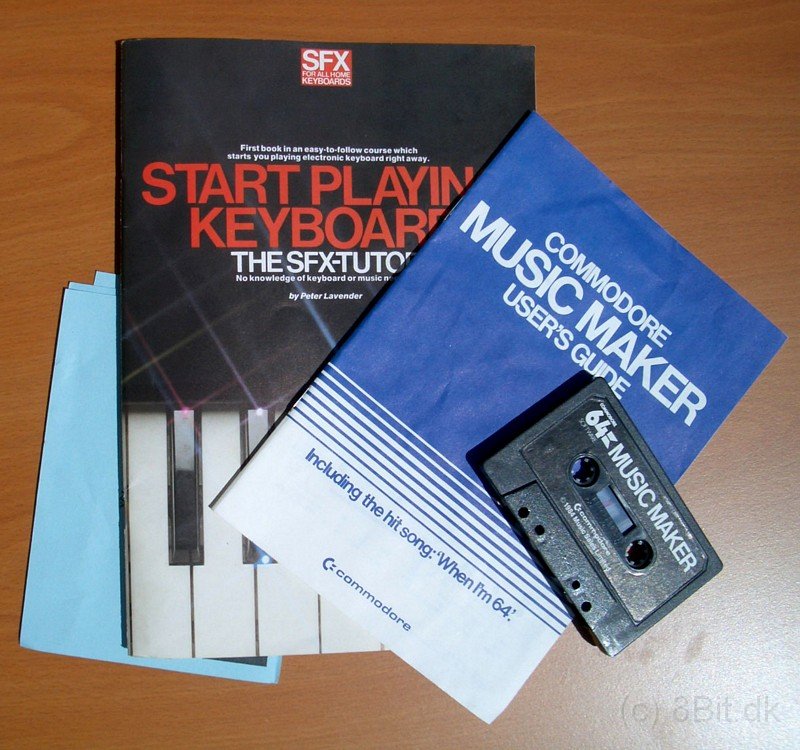 SFX
FOR ALL HOME
KEYBOARDS
First book in an easy-to-follow course which
starts you playing electronic keyboard right away.
START PLAYIN
KEYBOAR
THE SFX-TUTO
No knowledge of keyboard or music n
by Peter Lavender
COMMODORE
MUSIC MAKER
USER'S GUIDE
Including the hit song: 'When I'm 64'.
commodore
64 MUSIC MAKER
commodore
(c) 8Bit.dk